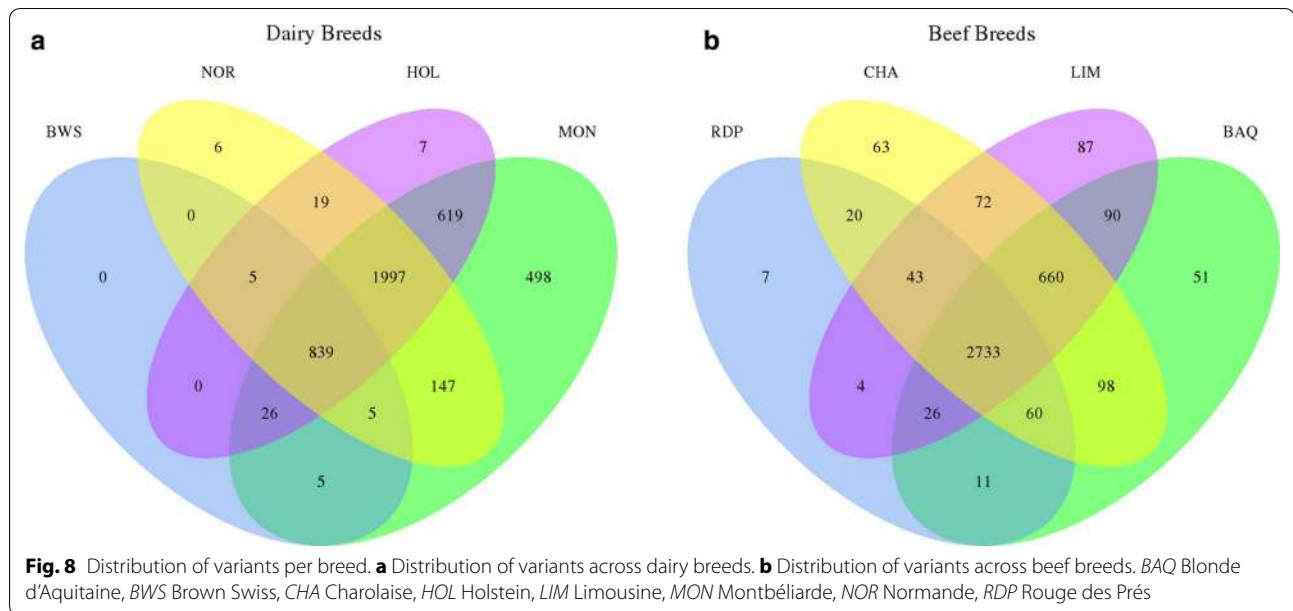 a
Dairy Breeds
NOR
HOL
BWS
MON
6
7
19
0
619
0
5
1997
498
839
0
147
26
5
5
b
Beef Breeds
CHA
LIM
RDP
BAQ
63
87
72
20
90
7
43
660
51
2733
4
98
26
60
11
Fig. 8 Distribution of variants per breed. a Distribution of variants across dairy breeds. b Distribution of variants across beef breeds. BAQ Blonde
d’Aquitaine, BWS Brown Swiss, CHA Charolaise, HOL Holstein, LIM Limousine, MON Montbéliarde, NOR Normande, RDP Rouge des Prés